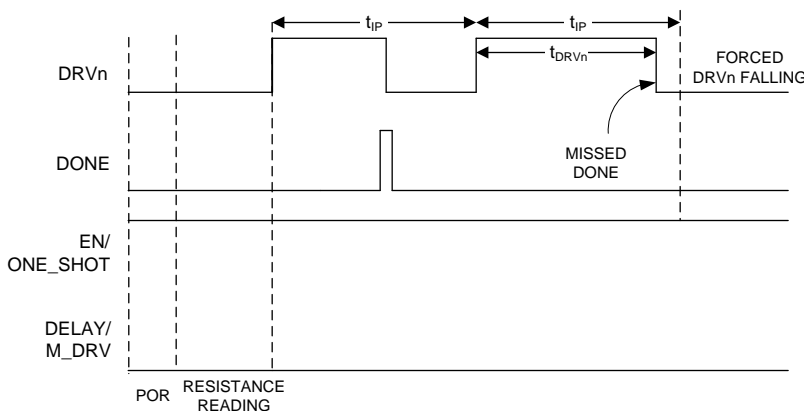 tIP
tIP
DRVn
tDRVn
FORCED
DRVn FALLING
MISSED
DONE
DONE
EN/
ONE_SHOT
DELAY/
M_DRV
POR
RESISTANCE
READING